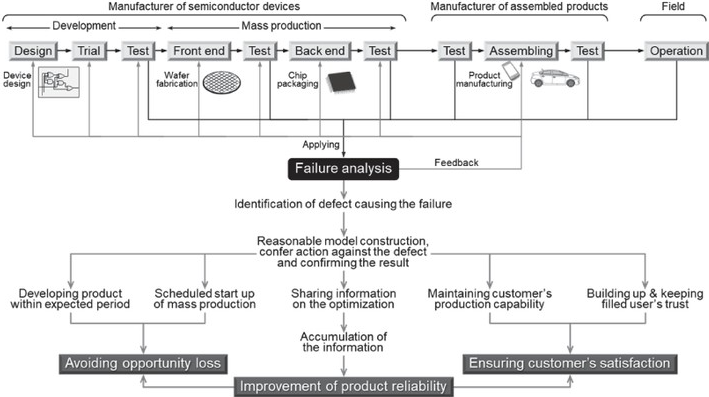 Manufacturer of semiconductor devices
Manufacturer of assembled products
Field
Development
Mass production
Design
Trial
Test
Front end
Test
Back end
Test
Test
Assembling
Test
Operation
Device
design
Wafer
fabrication
Chip
packaging
Product
manufacturing
Applying
Feedback
Failure analysis
Identification of defect causing the failure
Reasonable model construction,
confer action against the defect
and confirming the result
Developing product
within expected period
Scheduled start up
of mass production
Sharing information
on the optimization
Maintaining customer's
production capability
Building up & keeping
filled user's trust
Accumulation of
the information
Avoiding opportunity loss
Ensuring customer's satisfaction
Improvement of product reliability